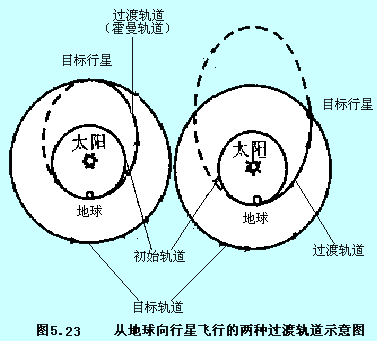 过渡轨道
(霍曼轨道)
目标行星
太阳
地球
目标行星
太阳
地球
初始轨道
过渡轨道
目标轨道
图5.23 从地球向行星飞行的两种过渡轨道示意图